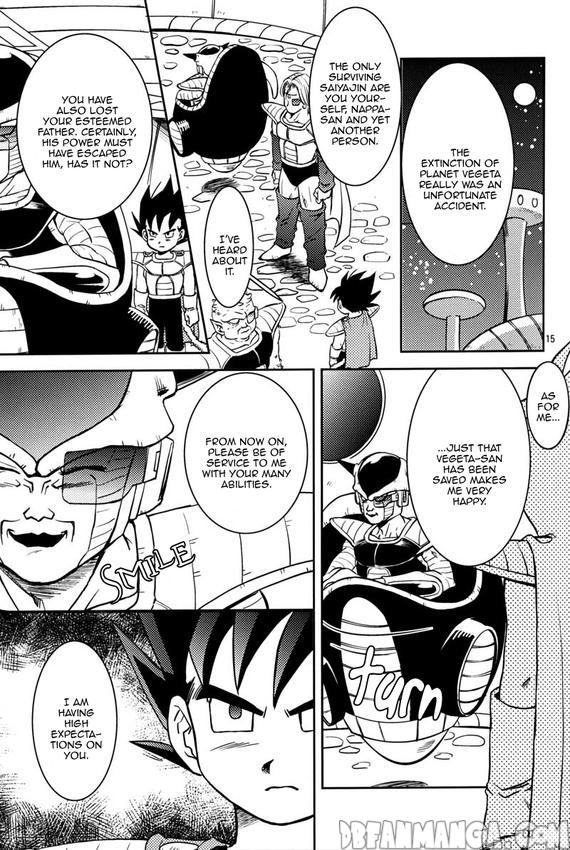 THE
EXTINCTION OF
PLANET VEGETA
REALLY WAS AN
UNFORTUNATE
ACCIDENT.
THE ONLY
SURVIVING
SAIYAJIN ARE
YOU YOUR-
SELF, NAPPA-
SAN AND YET
ANOTHER
PERSON.
I'VE
HEARD
ABOUT
IT.
YOU HAVE
ALSO LOST
YOUR ESTEEMED
FATHER. CERTAINLY,
HIS POWER MUST
HAVE ESCAPED
HIM, HAS IT NOT?
15
AS
FOR
ME...
...JUST THAT
VEGETA-SAN
HAS BEEN
SAVED MAKES
ME VERY
HAPPY.
turn
FROM NOW ON,
PLEASE BE OF
SERVICE TO ME
WITH YOUR MANY
ABILITIES.
SMILE
I AM
HAVING
HIGH
EXPECTA-
TIONS ON
YOU.
DBFANMANGA.COM